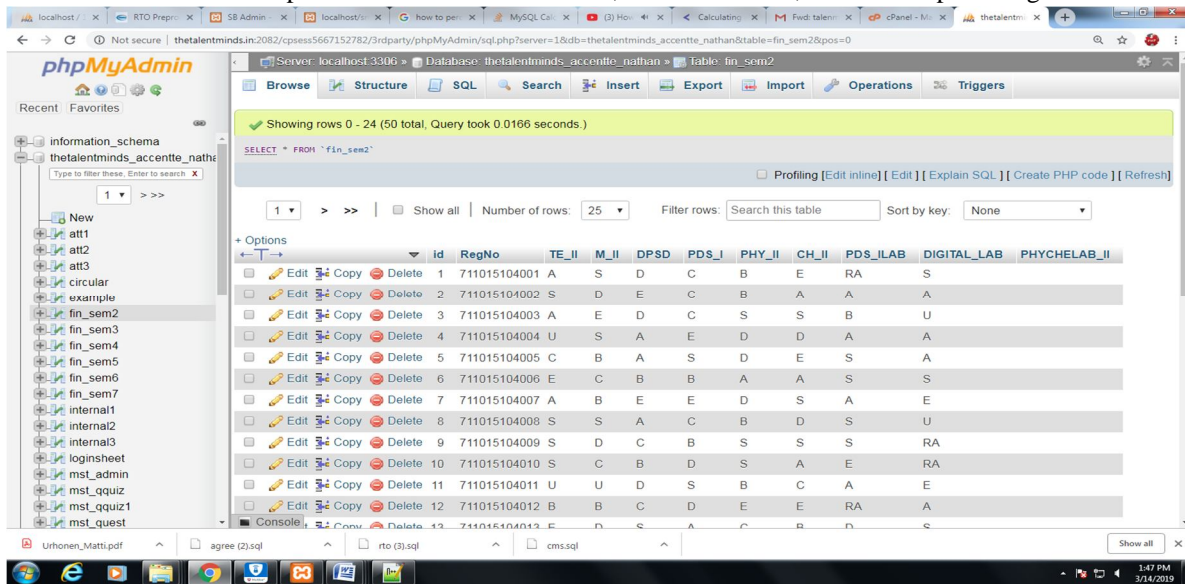 localhost / RTO Prepro SB Admin - localhost/si how to per MySQL Calc (3) How Calculating Fwd: talent cPanel - M thetalentm
Not secure | thetalentminds.in:2082/cpsess5667152782/3rdparty/phpMyAdmin/sql.php?server=1&db=thetalentminds_accentte_nathan&table=fin_sem2&pos=0
phpMyAdmin
Recent Favorites
information_schema
thetalentminds_accentte_natha
Type to filter these, Enter to search X
1 > >>
New
att1
att2
att3
circular
example
fin_sem2
fin_sem3
fin_sem4
fin_sem5
fin_sem6
fin_sem7
internal1
internal2
internal3
loginsheet
mst_admin
mst_qquiz
mst_qquiz1
mst_quest
Server: localhost:3306 » Database: thetalentminds_accentte_nathan » Table: fin_sem2
Browse Structure SQL Search Insert Export Import Operations Triggers
Showing rows 0 - 24 (50 total, Query took 0.0166 seconds.)
SELECT * FROM `fin_sem2`
Profiling [Edit inline] [ Edit ] [ Explain SQL ] [ Create PHP code ] [ Refresh]
1 > >> | Show all | Number of rows: 25 Filter rows: Search this table Sort by key: None
+ Options
id RegNo TE_II M_II DPSD PDS_I PHY_II CH_II PDS_ILAB DIGITAL_LAB PHYCHELAB_II
Edit Copy Delete 1 711015104001 A S D C B E RA S
Edit Copy Delete 2 711015104002 S D E C B A A A
Edit Copy Delete 3 711015104003 A E D C S S B U
Edit Copy Delete 4 711015104004 U S A E D D A A
Edit Copy Delete 5 711015104005 C B A S D E S A
Edit Copy Delete 6 711015104006 E C B B A A S S
Edit Copy Delete 7 711015104007 A B E E D S A E
Edit Copy Delete 8 711015104008 S S A C B D S U
Edit Copy Delete 9 711015104009 S D C B S S S RA
Edit Copy Delete 10 711015104010 S C B D S A E RA
Edit Copy Delete 11 711015104011 U U D S B C A E
Edit Copy Delete 12 711015104012 B B C D E E RA A
Console Copy Delete 13 711015104013 E D S A C B D S
Urhonen_Matti.pdf agree (2).sql rto (3).sql cms.sql Show all
1:47 PM
3/14/2019